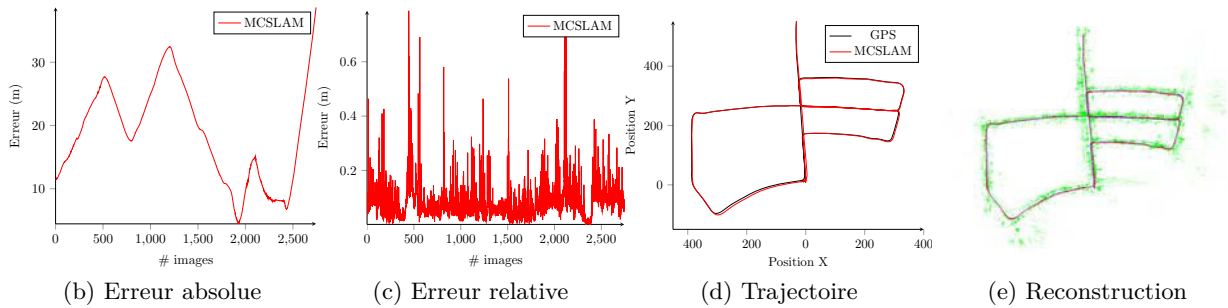 MCSLAM
Erreur (m)
30
20
10
0
500
1,000
1,500
2,000
2,500
# images
(b) Erreur absolue
MCSLAM
Erreur (m)
0.6
0.4
0.2
0
500
1,000
1,500
2,000
2,500
# images
(c) Erreur relative
GPS
MCSLAM
Position Y
400
200
0
400
200
0
200
400
Position X
(d) Trajectoire
(e) Reconstruction